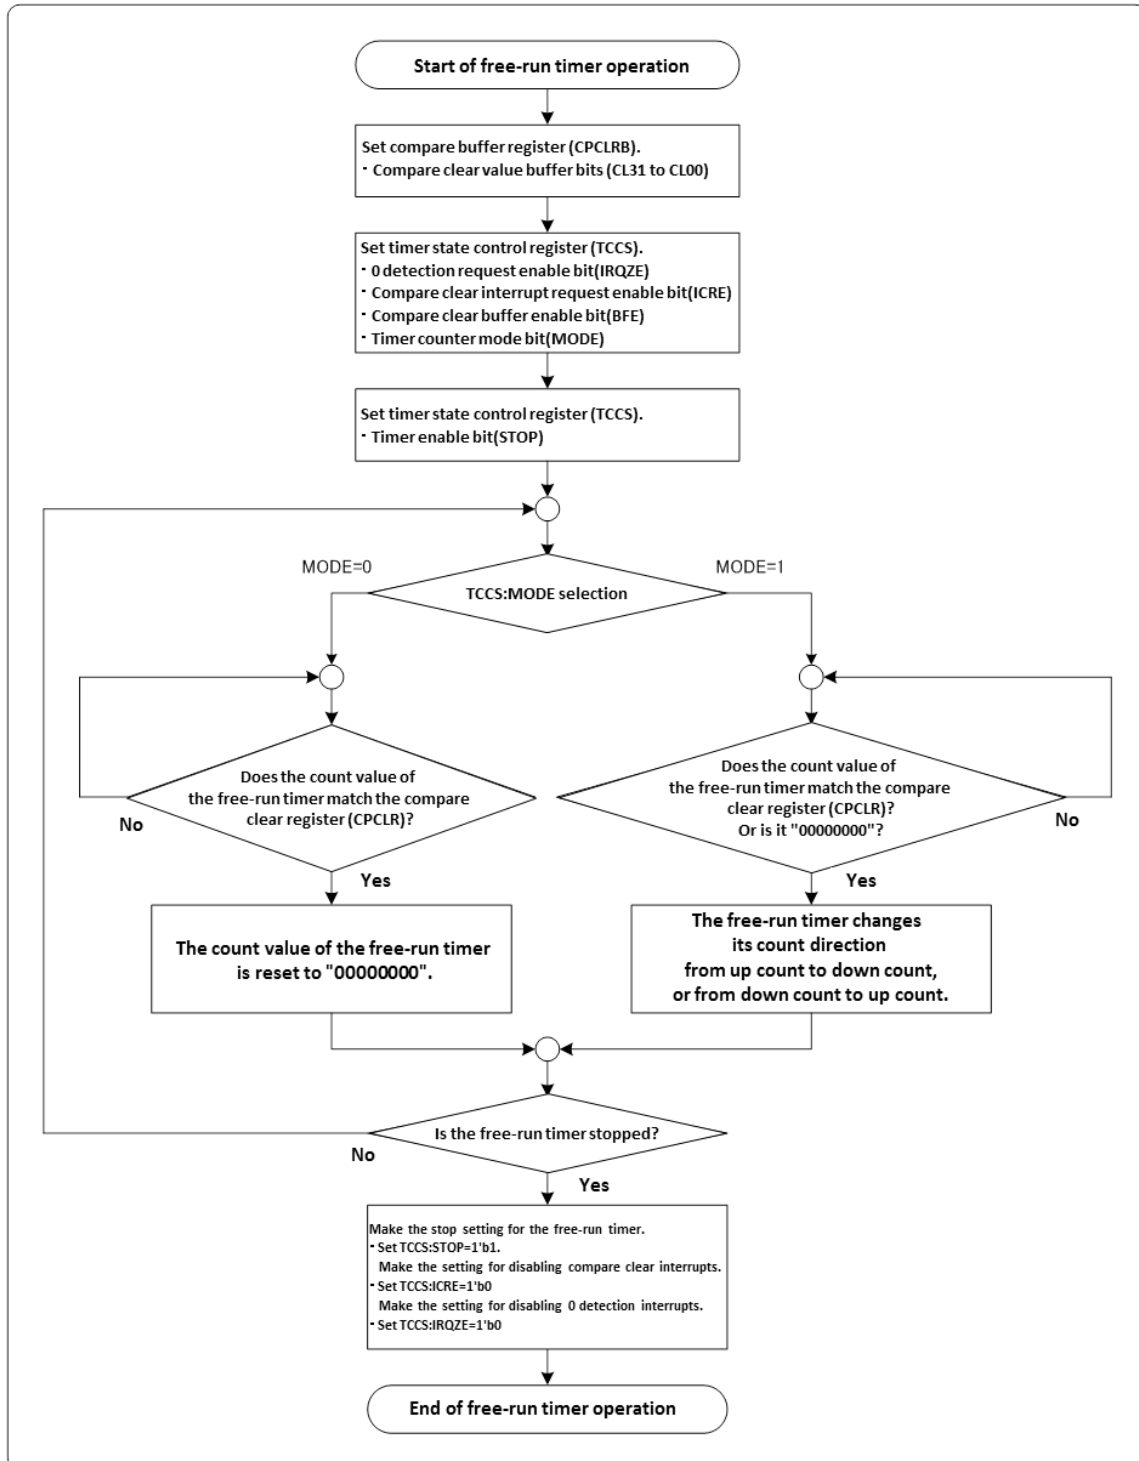 Start of free-run timer operation
Set compare buffer register (CPCLRB).
· Compare clear value buffer bits (CL31 to CL00)
Set timer state control register (TCCS).
· 0 detection request enable bit(IRQZE)
· Compare clear interrupt request enable bit(ICRE)
· Compare clear buffer enable bit(BFE)
· Timer counter mode bit(MODE)
Set timer state control register (TCCS).
· Timer enable bit(STOP)
MODE=0
MODE=1
TCCS:MODE selection
Does the count value of
the free-run timer match the compare
clear register (CPCLR)?
No
Yes
Does the count value of
the free-run timer match the compare
clear register (CPCLR)?
Or is it "00000000"?
No
Yes
The count value of the free-run timer
is reset to "00000000".
The free-run timer changes
its count direction
from up count to down count,
or from down count to up count.
Is the free-run timer stopped?
No
Yes
Make the stop setting for the free-run timer.
· Set TCCS:STOP=1'b1.
Make the setting for disabling compare clear interrupts.
· Set TCCS:ICRE=1'b0
Make the setting for disabling 0 detection interrupts.
· Set TCCS:IRQZE=1'b0
End of free-run timer operation